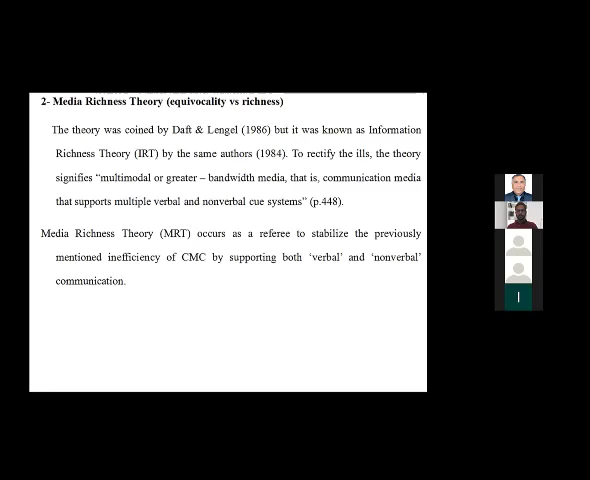 2- Media Richness Theory (equivocality vs richness)
The theory was coined by Daft & Lengel (1986) but it was known as Information
Richness Theory (IRT) by the same authors (1984). To rectify the ills, the theory
signifies “multimodal or greater – bandwidth media, that is, communication media
that supports multiple verbal and nonverbal cue systems” (p.448).
Media Richness Theory (MRT) occurs as a referee to stabilize the previously
mentioned inefficiency of CMC by supporting both ‘verbal’ and ‘nonverbal’
communication.
I